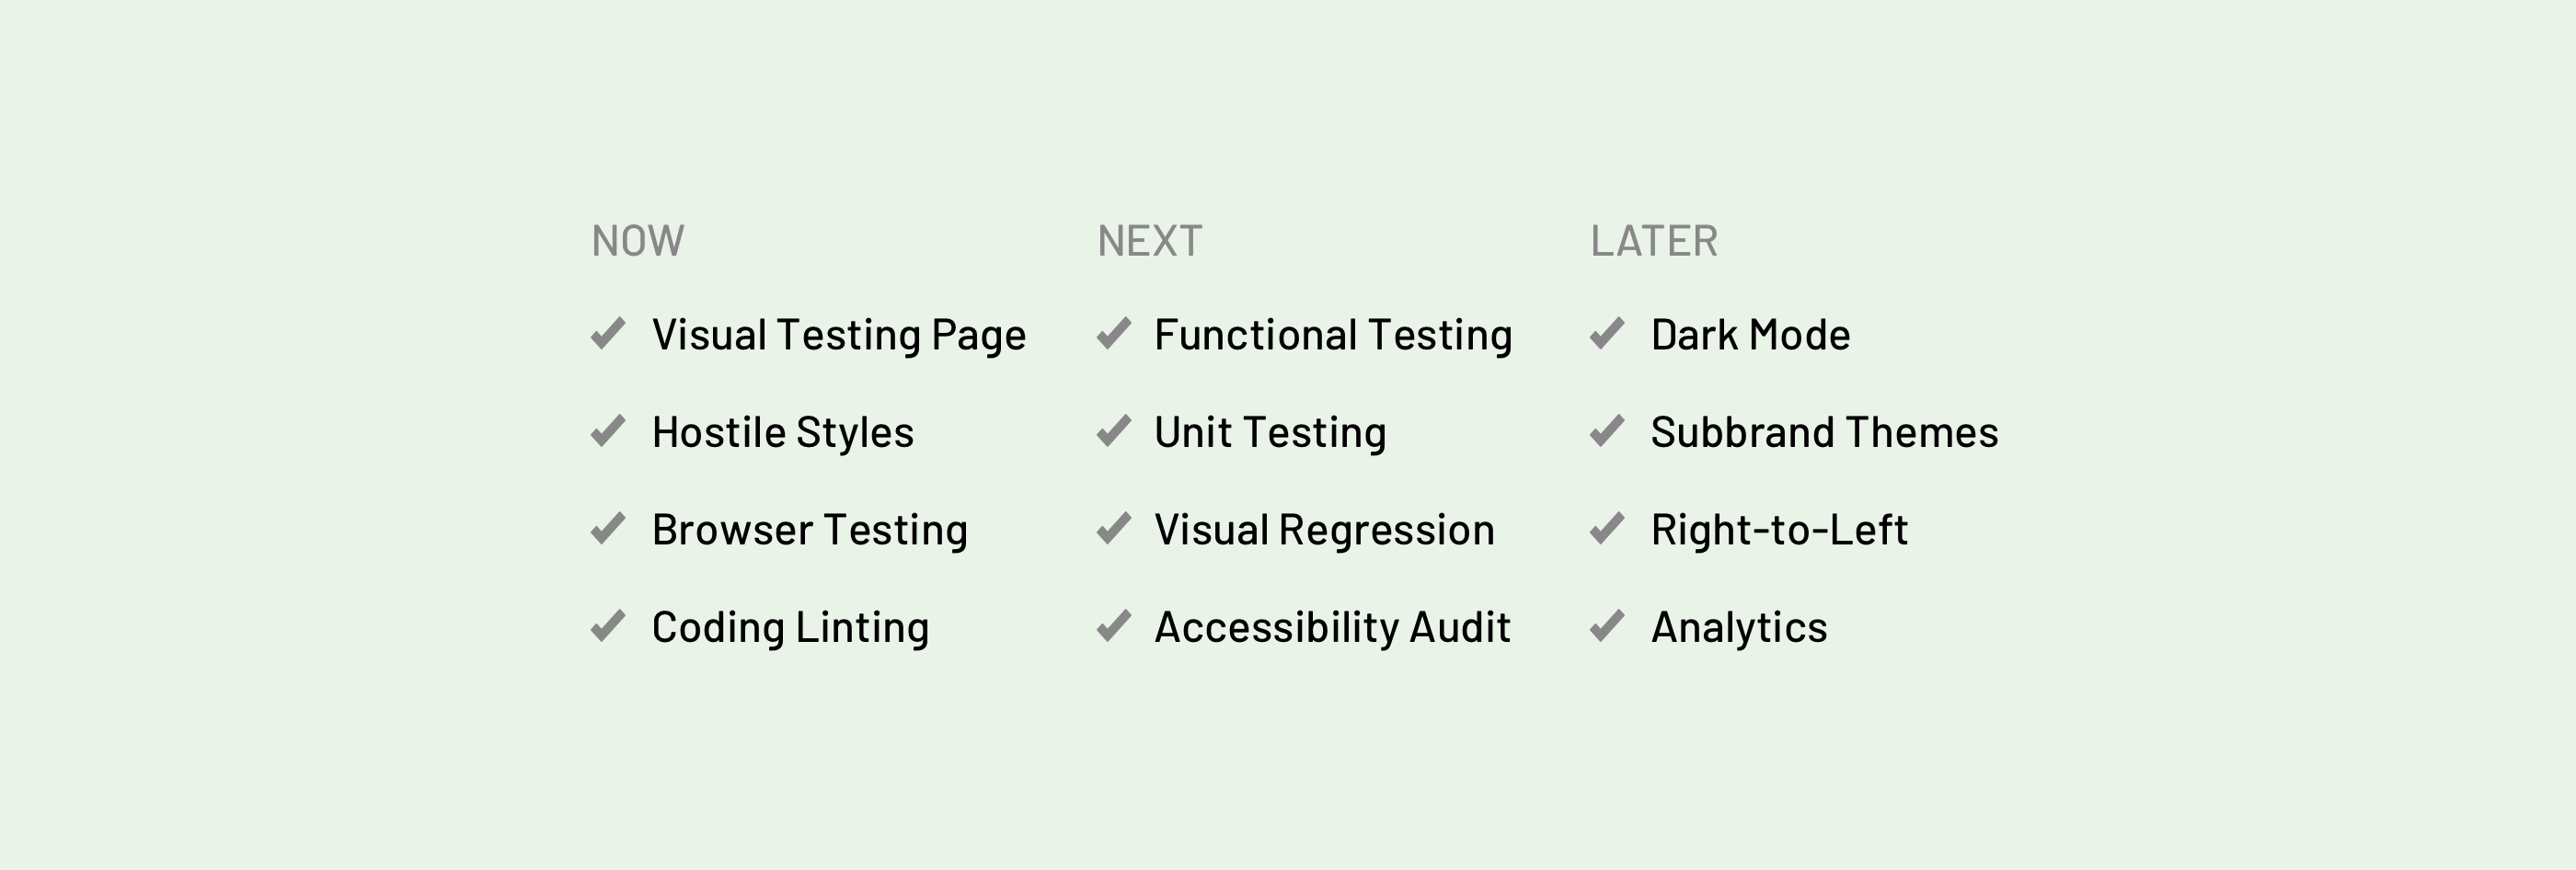 NOW
Visual Testing Page
Hostile Styles
Browser Testing
Coding Linting
NEXT
Functional Testing
Unit Testing
Visual Regression
Accessibility Audit
LATER
Dark Mode
Subbrand Themes
Right-to-Left
Analytics